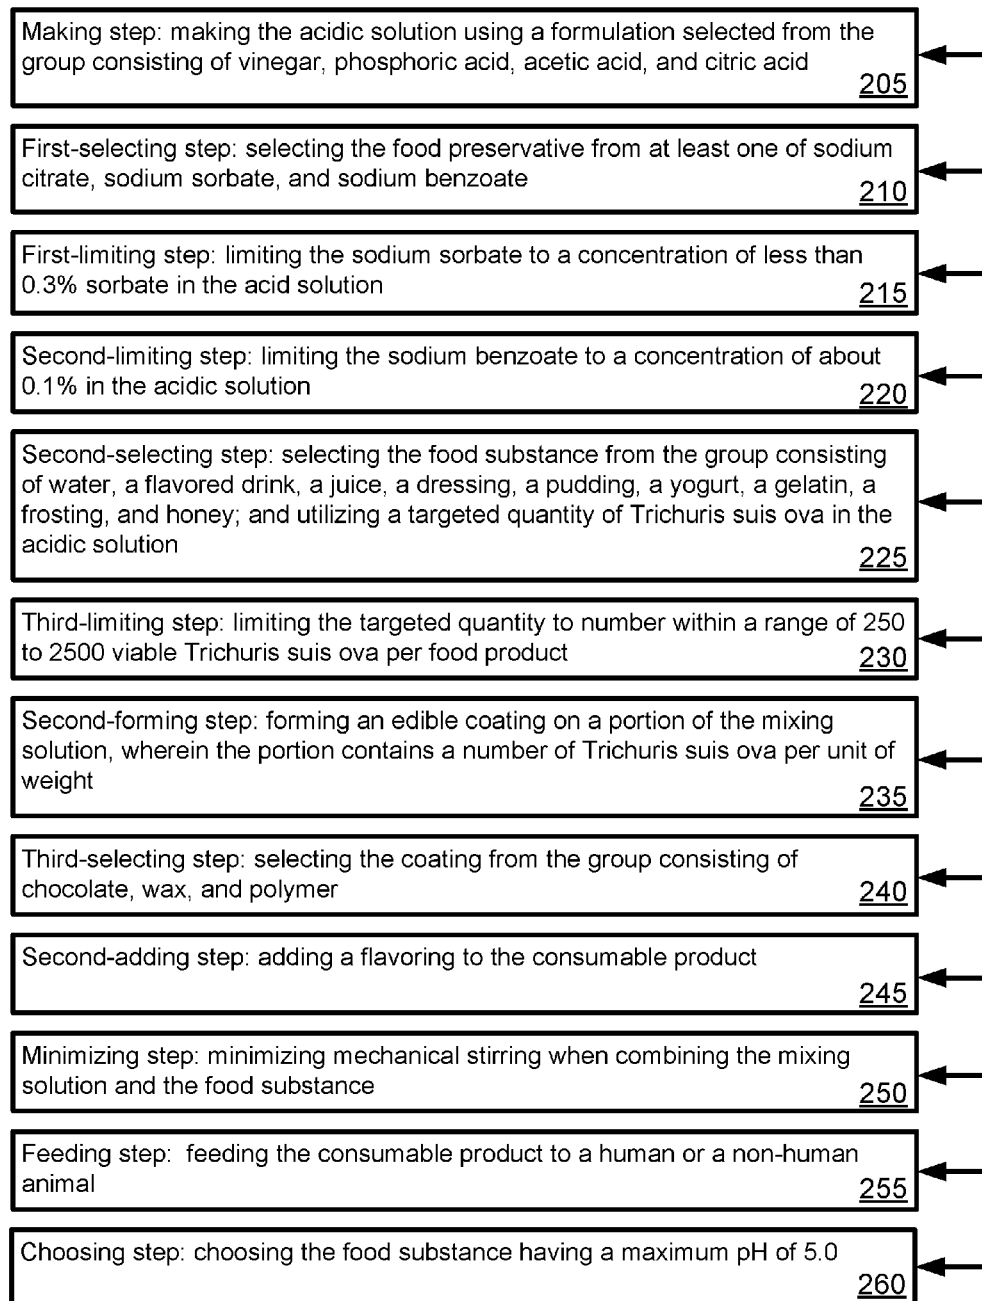 Making step: making the acidic solution using a formulation selected from the
group consisting of vinegar, phosphoric acid, acetic acid, and citric acid
205
First-selecting step: selecting the food preservative from at least one of sodium
citrate, sodium sorbate, and sodium benzoate
210
First-limiting step: limiting the sodium sorbate to a concentration of less than
0.3% sorbate in the acid solution
215
Second-limiting step: limiting the sodium benzoate to a concentration of about
0.1% in the acidic solution
220
Second-selecting step: selecting the food substance from the group consisting
of water, a flavored drink, a juice, a dressing, a pudding, a yogurt, a gelatin, a
frosting, and honey; and utilizing a targeted quantity of Trichuris suis ova in the
acidic solution
225
Third-limiting step: limiting the targeted quantity to number within a range of 250
to 2500 viable Trichuris suis ova per food product
230
Second-forming step: forming an edible coating on a portion of the mixing
solution, wherein the portion contains a number of Trichuris suis ova per unit of
weight
235
Third-selecting step: selecting the coating from the group consisting of
chocolate, wax, and polymer
240
Second-adding step: adding a flavoring to the consumable product
245
Minimizing step: minimizing mechanical stirring when combining the mixing
solution and the food substance
250
Feeding step: feeding the consumable product to a human or a non-human
animal
255
Choosing step: choosing the food substance having a maximum pH of 5.0
260